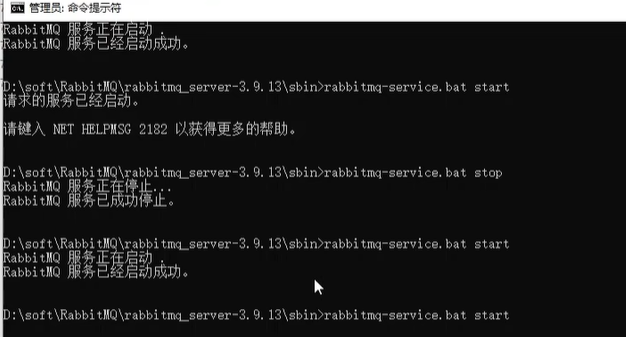 管理员: 命令提示符
RabbitMQ 服务正在启动 .
RabbitMQ 服务已经启动成功。
D:\soft\RabbitMQ\rabbitmq_server-3.9.13\sbin>rabbitmq-service.bat start
请求的服务已经启动。
请键入 NET HELPMSG 2182 以获得更多的帮助。
D:\soft\RabbitMQ\rabbitmq_server-3.9.13\sbin>rabbitmq-service.bat stop
RabbitMQ 服务正在停止...
RabbitMQ 服务已成功停止。
D:\soft\RabbitMQ\rabbitmq_server-3.9.13\sbin>rabbitmq-service.bat start
RabbitMQ 服务正在启动 .
RabbitMQ 服务已经启动成功。
D:\soft\RabbitMQ\rabbitmq_server-3.9.13\sbin>rabbitmq-service.bat start